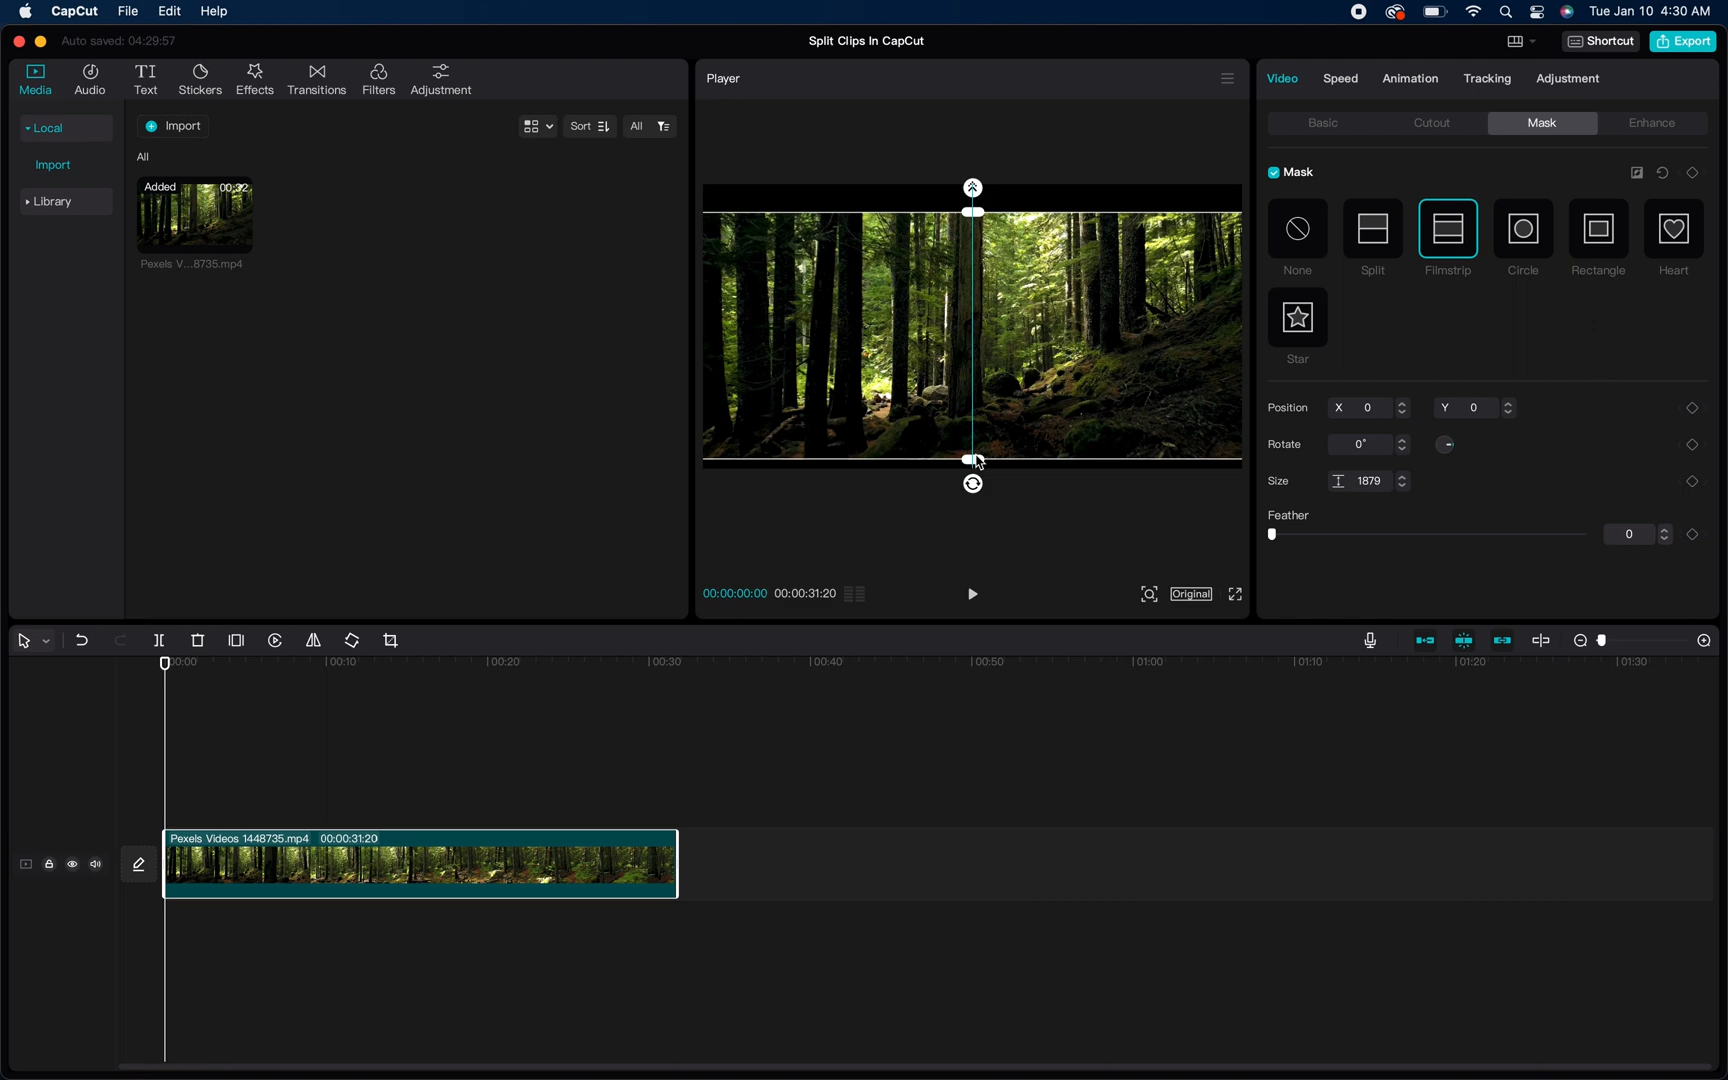 CapCut File Edit Help Tue Jan 10 4:30 AM
Auto saved: 04:29:57 Split Clips In CapCut Shortcut Export
Media Audio Text Stickers Effects Transitions Filters Adjustment
Player
Video Speed Animation Tracking Adjustment
Local
Import
Library
Import Sort All
All
Added 00:32
Pexels V...8735.mp4
Basic Cutout Mask Enhance
Mask
None Split Filmstrip Circle Rectangle Heart
Star
Position X 0 Y 0
Rotate 0°
Size 1879
Feather
0
00:00:00:00 00:00:31:20 Original
00:00 00:10 00:20 00:30 00:40 00:50 01:00 01:10 01:20 01:30
Pexels Videos 1448735.mp4 00:00:31:20